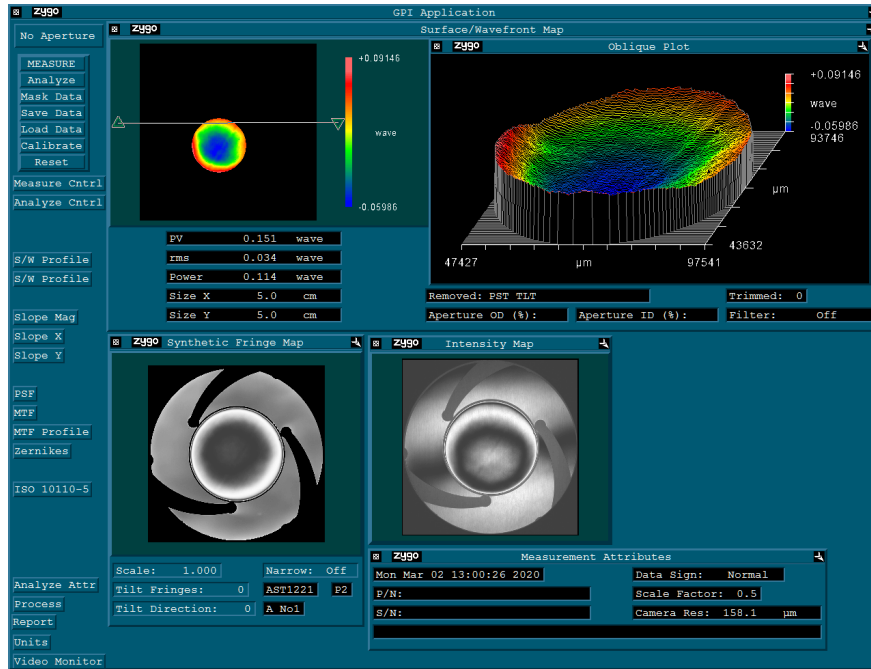 zygo GPI Application
No Aperture
MEASURE
Analyze
Mask Data
Save Data
Load Data
Calibrate
Reset
Measure Cntrl
Analyze Cntrl
S/W Profile
S/W Profile
Slope Mag
Slope X
Slope Y
PSF
MTF
MTF Profile
Zernikes
ISO 10110-5
Analyze Attr
Process
Report
Units
Video Monitor
zygo Surface/Wavefront Map
+0.09146
wave
-0.05986
PV 0.151 wave
rms 0.034 wave
Power 0.114 wave
Size X 5.0 cm
Size Y 5.0 cm
zygo Oblique Plot
+0.09146
wave
-0.05986
93746
µm
43632
47427 µm 97541
Removed: PST TLT Trimmed: 0
Aperture OD (%): Aperture ID (%): Filter: Off
zygo Synthetic Fringe Map
Scale: 1.000 Narrow: Off
Tilt Fringes: 0 AST1221 P2
Tilt Direction: 0 A No1
zygo Intensity Map
zygo Measurement Attributes
Mon Mar 02 13:00:26 2020 Data Sign: Normal
P/N: Scale Factor: 0.5
S/N: Camera Res: 158.1 µm